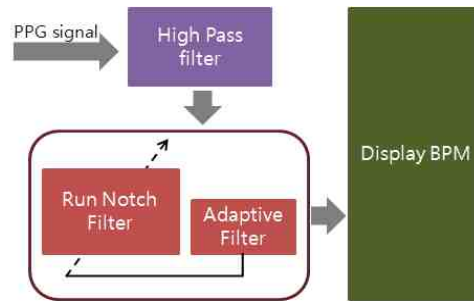 PPG signal
High Pass
filter
Run Notch
Filter
Adaptive
Filter
Display BPM